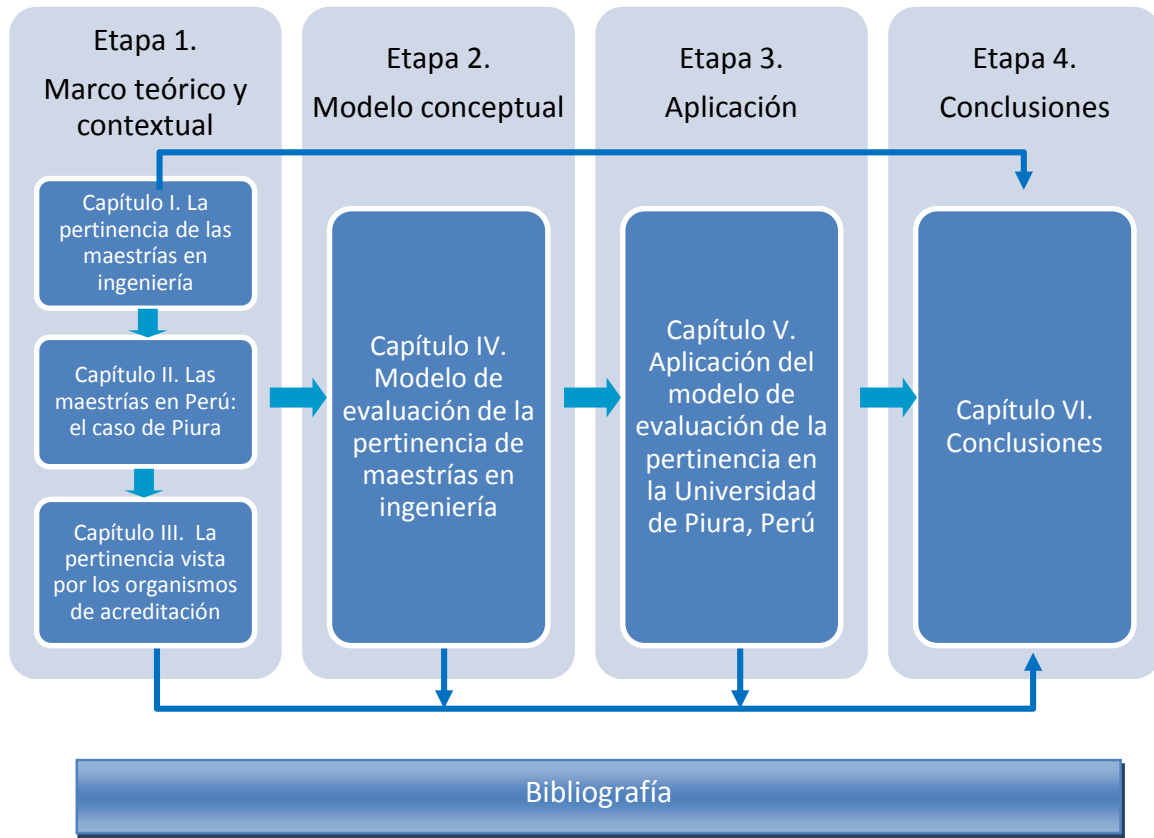 Etapa 1.
Marco teórico y
contextual
Capítulo I. La
pertinencia de las
maestrías en
ingeniería
Capítulo II. Las
maestrías en Perú:
el caso de Piura
Capítulo III.  La
pertinencia vista
por los organismos
de acreditación
Etapa 2.
Modelo conceptual
Capítulo IV.
Modelo de
evaluación de la
pertinencia de
maestrías en
ingeniería
Etapa 3.
Aplicación
Capítulo V.
Aplicación del
modelo de
evaluación de la
pertinencia en
la Universidad
de Piura, Perú
Etapa 4.
Conclusiones
Capítulo VI.
Conclusiones
Bibliografía